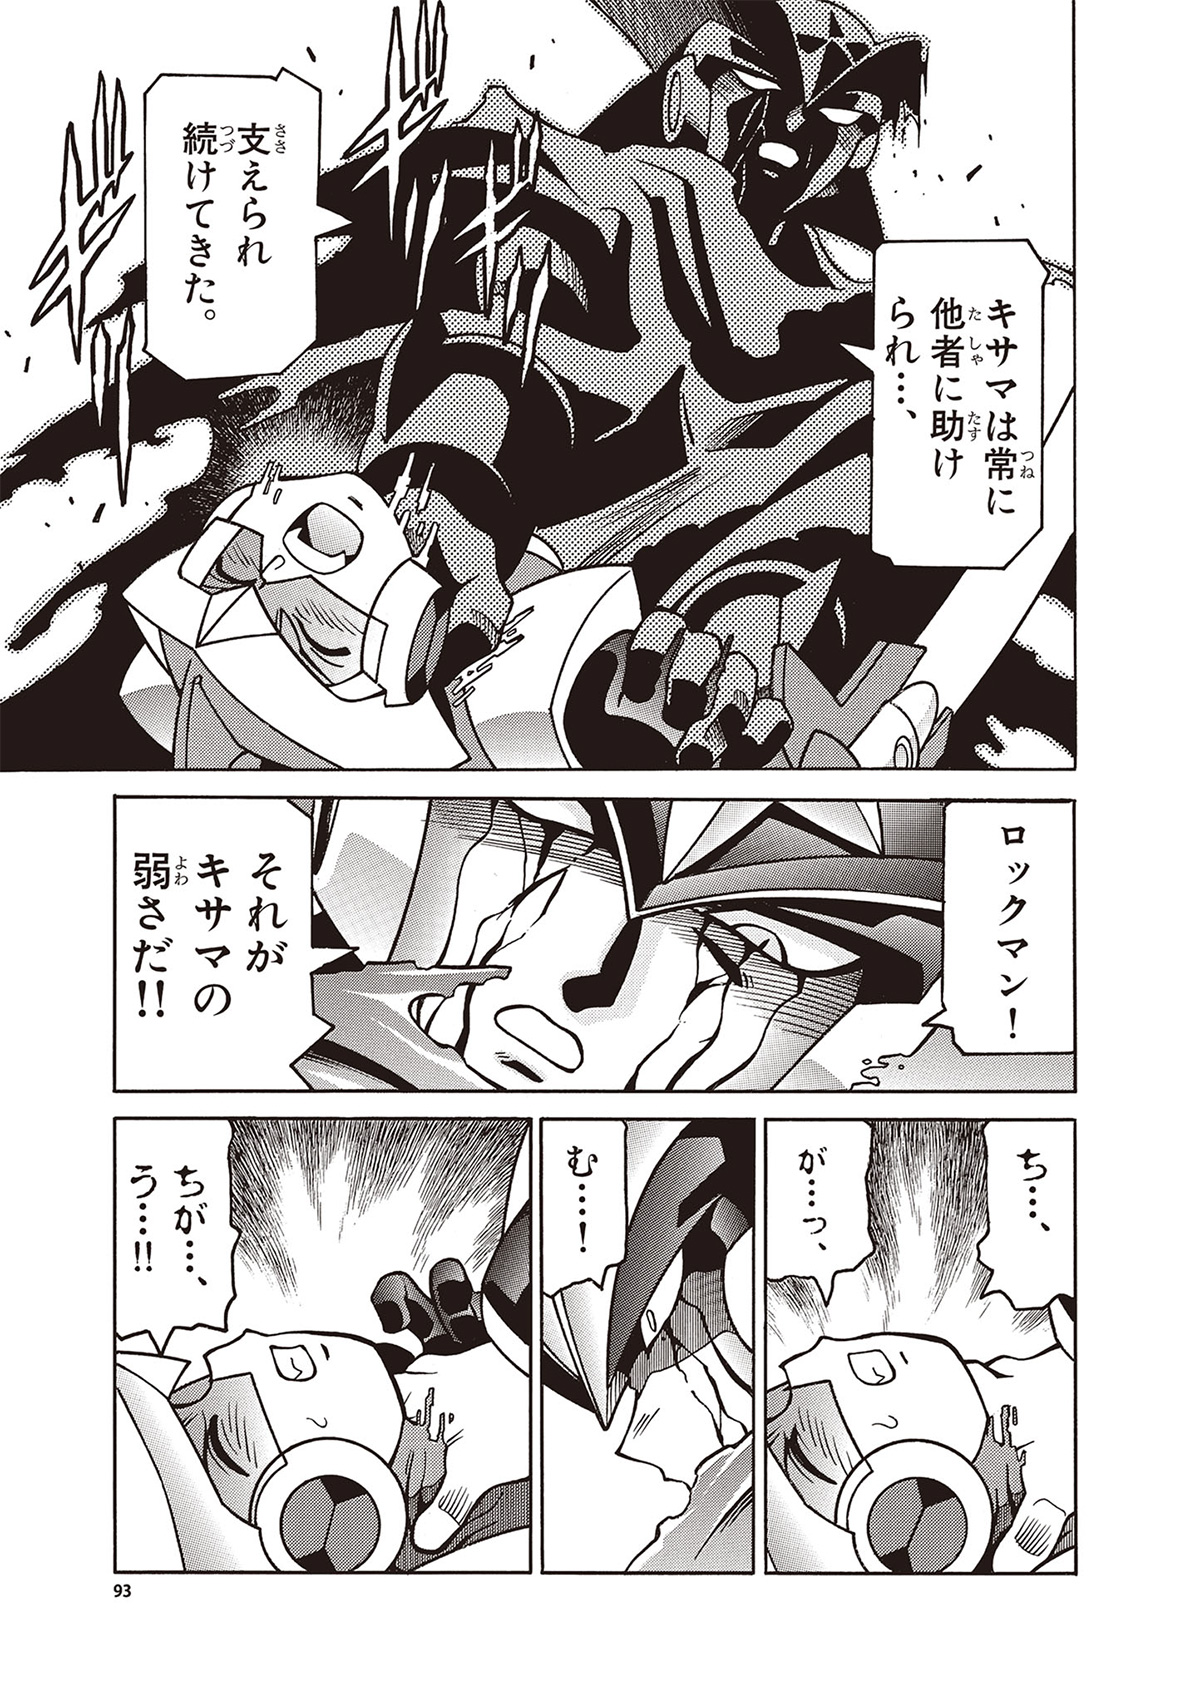 キサマは常に
他者に助け
られ…、
支えられ
続けてきた。
ギギギ
ロックマン！
それが
キサマの
弱さだ!!
ち…、
が…っ、
む…！
ちが…、
う…!!
93